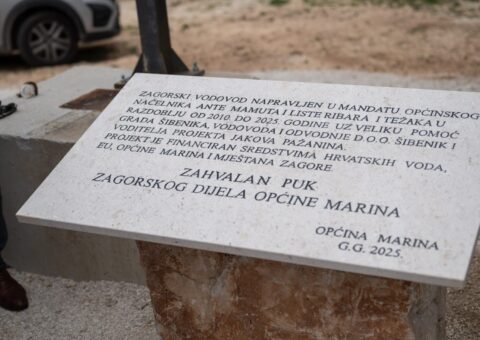 ZAGORSKI VODOVOD NAPRAVLJEN U MANDATU OPĆINSKOG
NAČELNIKA ANTE MAMUTA I LISTE RIBARA I TEŽAKA U
RAZDOBLJU OD 2010. DO 2025. GODINE UZ VELIKU POMOĆ
GRADA ŠIBENIKA, VODOVODA I ODVODNJE D.O.O. ŠIBENIK I
VODITELJA PROJEKTA JAKOVA PAŽANINA.
PROJEKT JE FINANCIRAN SREDSTVIMA HRVATSKIH VODA,
EU, OPĆINE MARINA I MJEŠTANA ZAGORE.
ZAHVALAN PUK
ZAGORSKOG DIJELA OPĆINE MARINA
OPĆINA MARINA
G.G. 2025.